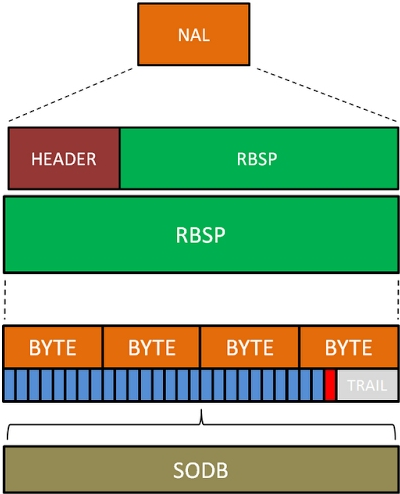 NAL
HEADER RBSP
RBSP
BYTE BYTE BYTE BYTE
TRAIL
SODB